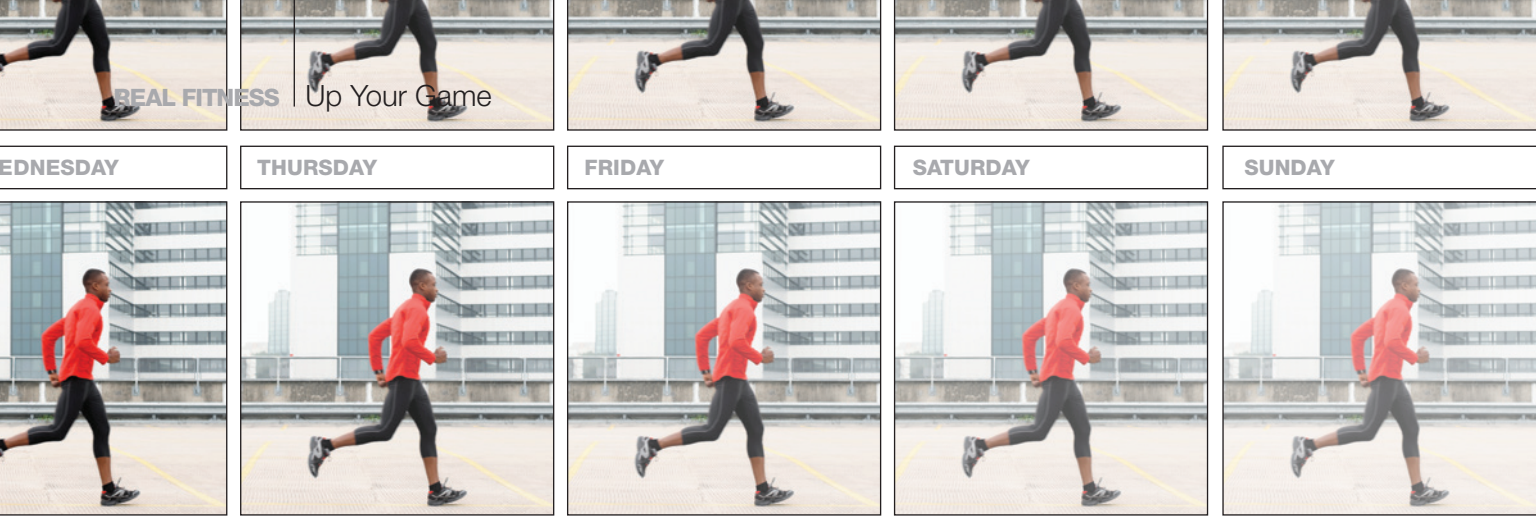 REAL FITNESS | Up Your Game
EDNESDAY
THURSDAY
FRIDAY
SATURDAY
SUNDAY